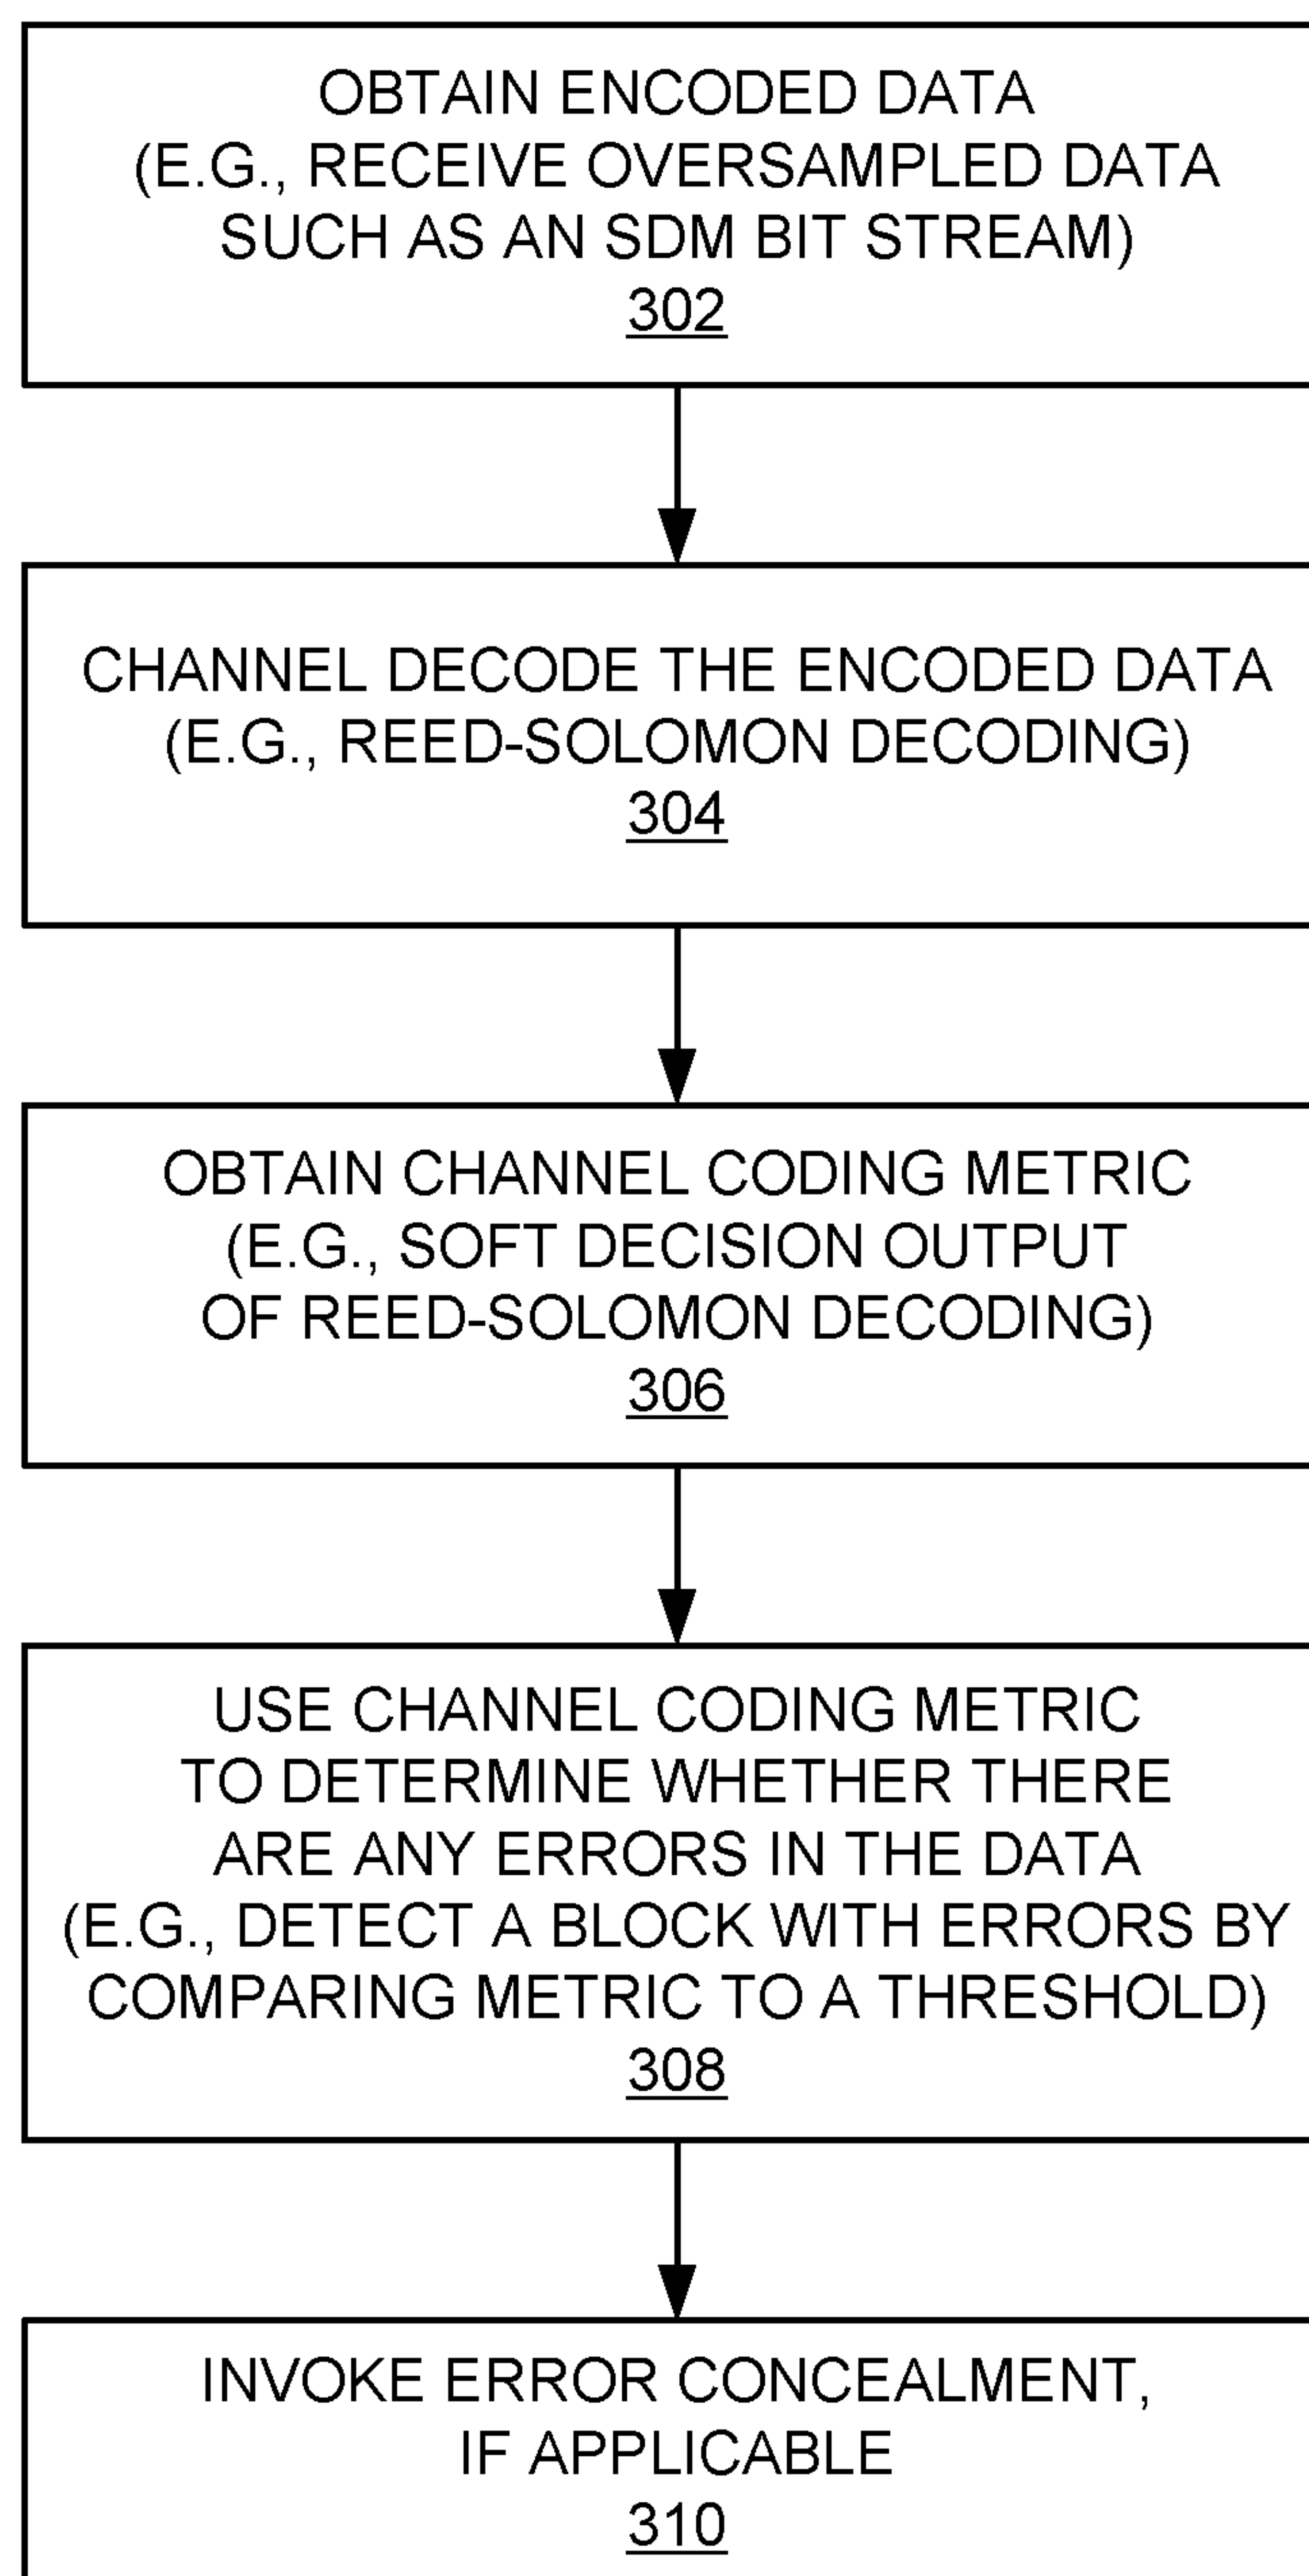 OBTAIN ENCODED DATA
(E.G., RECEIVE OVERSAMPLED DATA
SUCH AS AN SDM BIT STREAM)
302
CHANNEL DECODE THE ENCODED DATA
(E.G., REED-SOLOMON DECODING)
304
OBTAIN CHANNEL CODING METRIC
(E.G., SOFT DECISION OUTPUT
OF REED-SOLOMON DECODING)
306
USE CHANNEL CODING METRIC
TO DETERMINE WHETHER THERE
ARE ANY ERRORS IN THE DATA
(E.G., DETECT A BLOCK WITH ERRORS BY
COMPARING METRIC TO A THRESHOLD)
308
INVOKE ERROR CONCEALMENT,
IF APPLICABLE
310